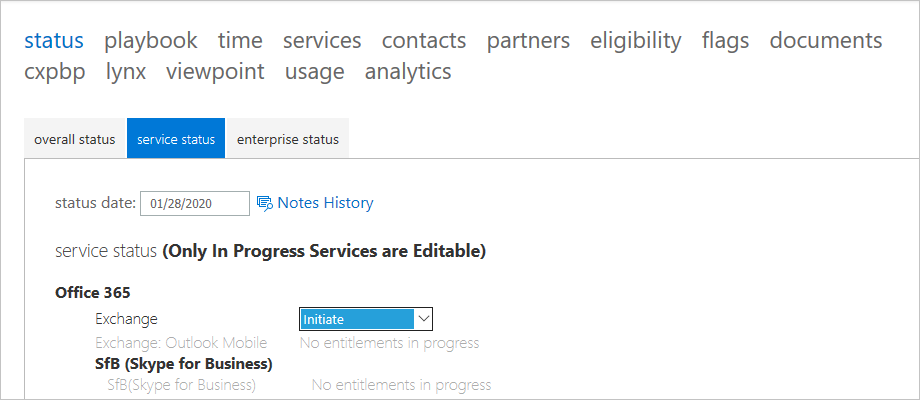 status playbook time services contacts partners eligibility flags documents
cxpbp lynx viewpoint usage analytics
overall status service status enterprise status
status date: 01/28/2020 Notes History
service status (Only In Progress Services are Editable)
Office 365
Exchange Initiate
Exchange: Outlook Mobile No entitlements in progress
SfB (Skype for Business)
SfB(Skype for Business) No entitlements in progress